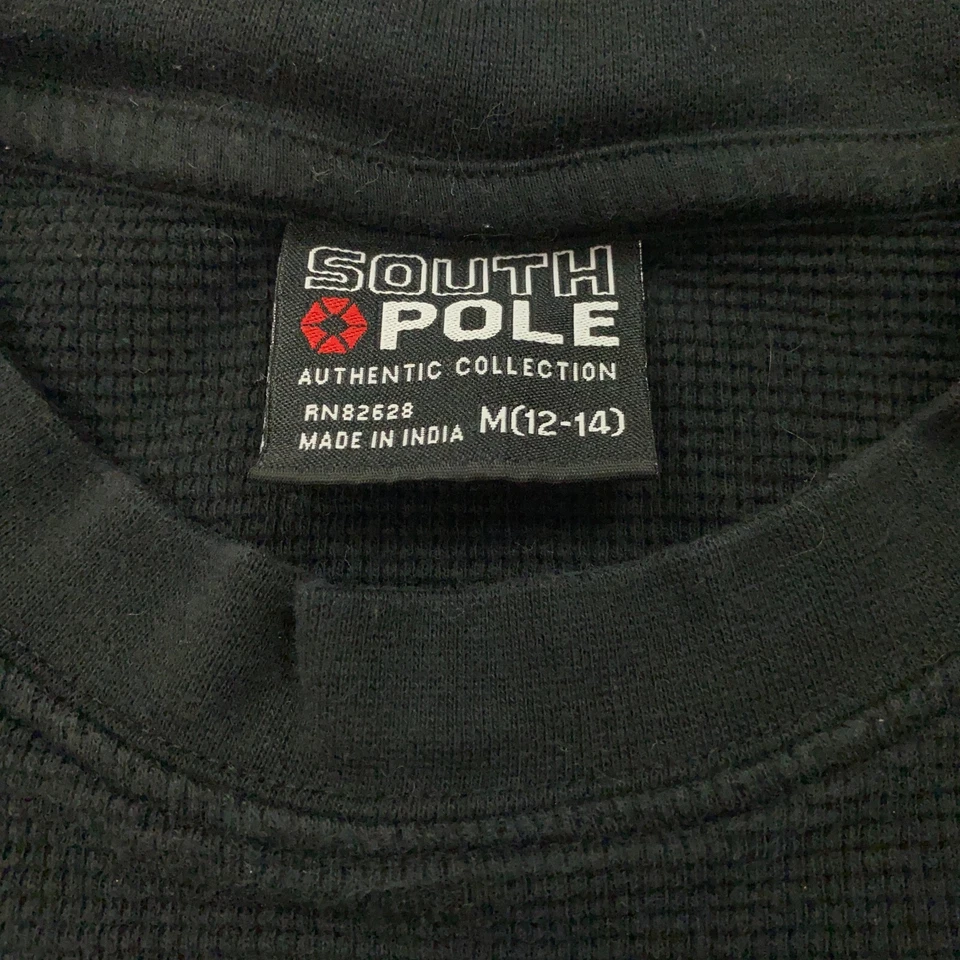 SOUTH
POLE
AUTHENTIC COLLECTION
RN82628
MADE IN INDIA
M(12-14)